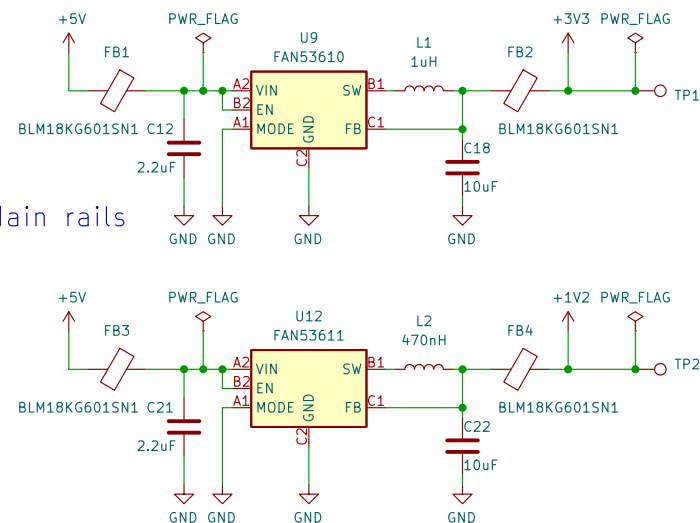 +5V PWR_FLAG +3V3 PWR_FLAG
U9
FAN53610
L1
1uH
FB1 FB2
A2 VIN SW B1
B2 EN
A1 MODE GND FB C1
C2
TP1
BLM18KG601SN1 C12 BLM18KG601SN1
2.2uF
C18
10uF
GND GND GND GND
ain rails
+5V PWR_FLAG +1V2 PWR_FLAG
U12
FAN53611
L2
470nH
FB3 FB4
A2 VIN SW B1
B2 EN
A1 MODE GND FB C1
C2
TP2
BLM18KG601SN1 C21 BLM18KG601SN1
2.2uF
C22
10uF
GND GND GND GND